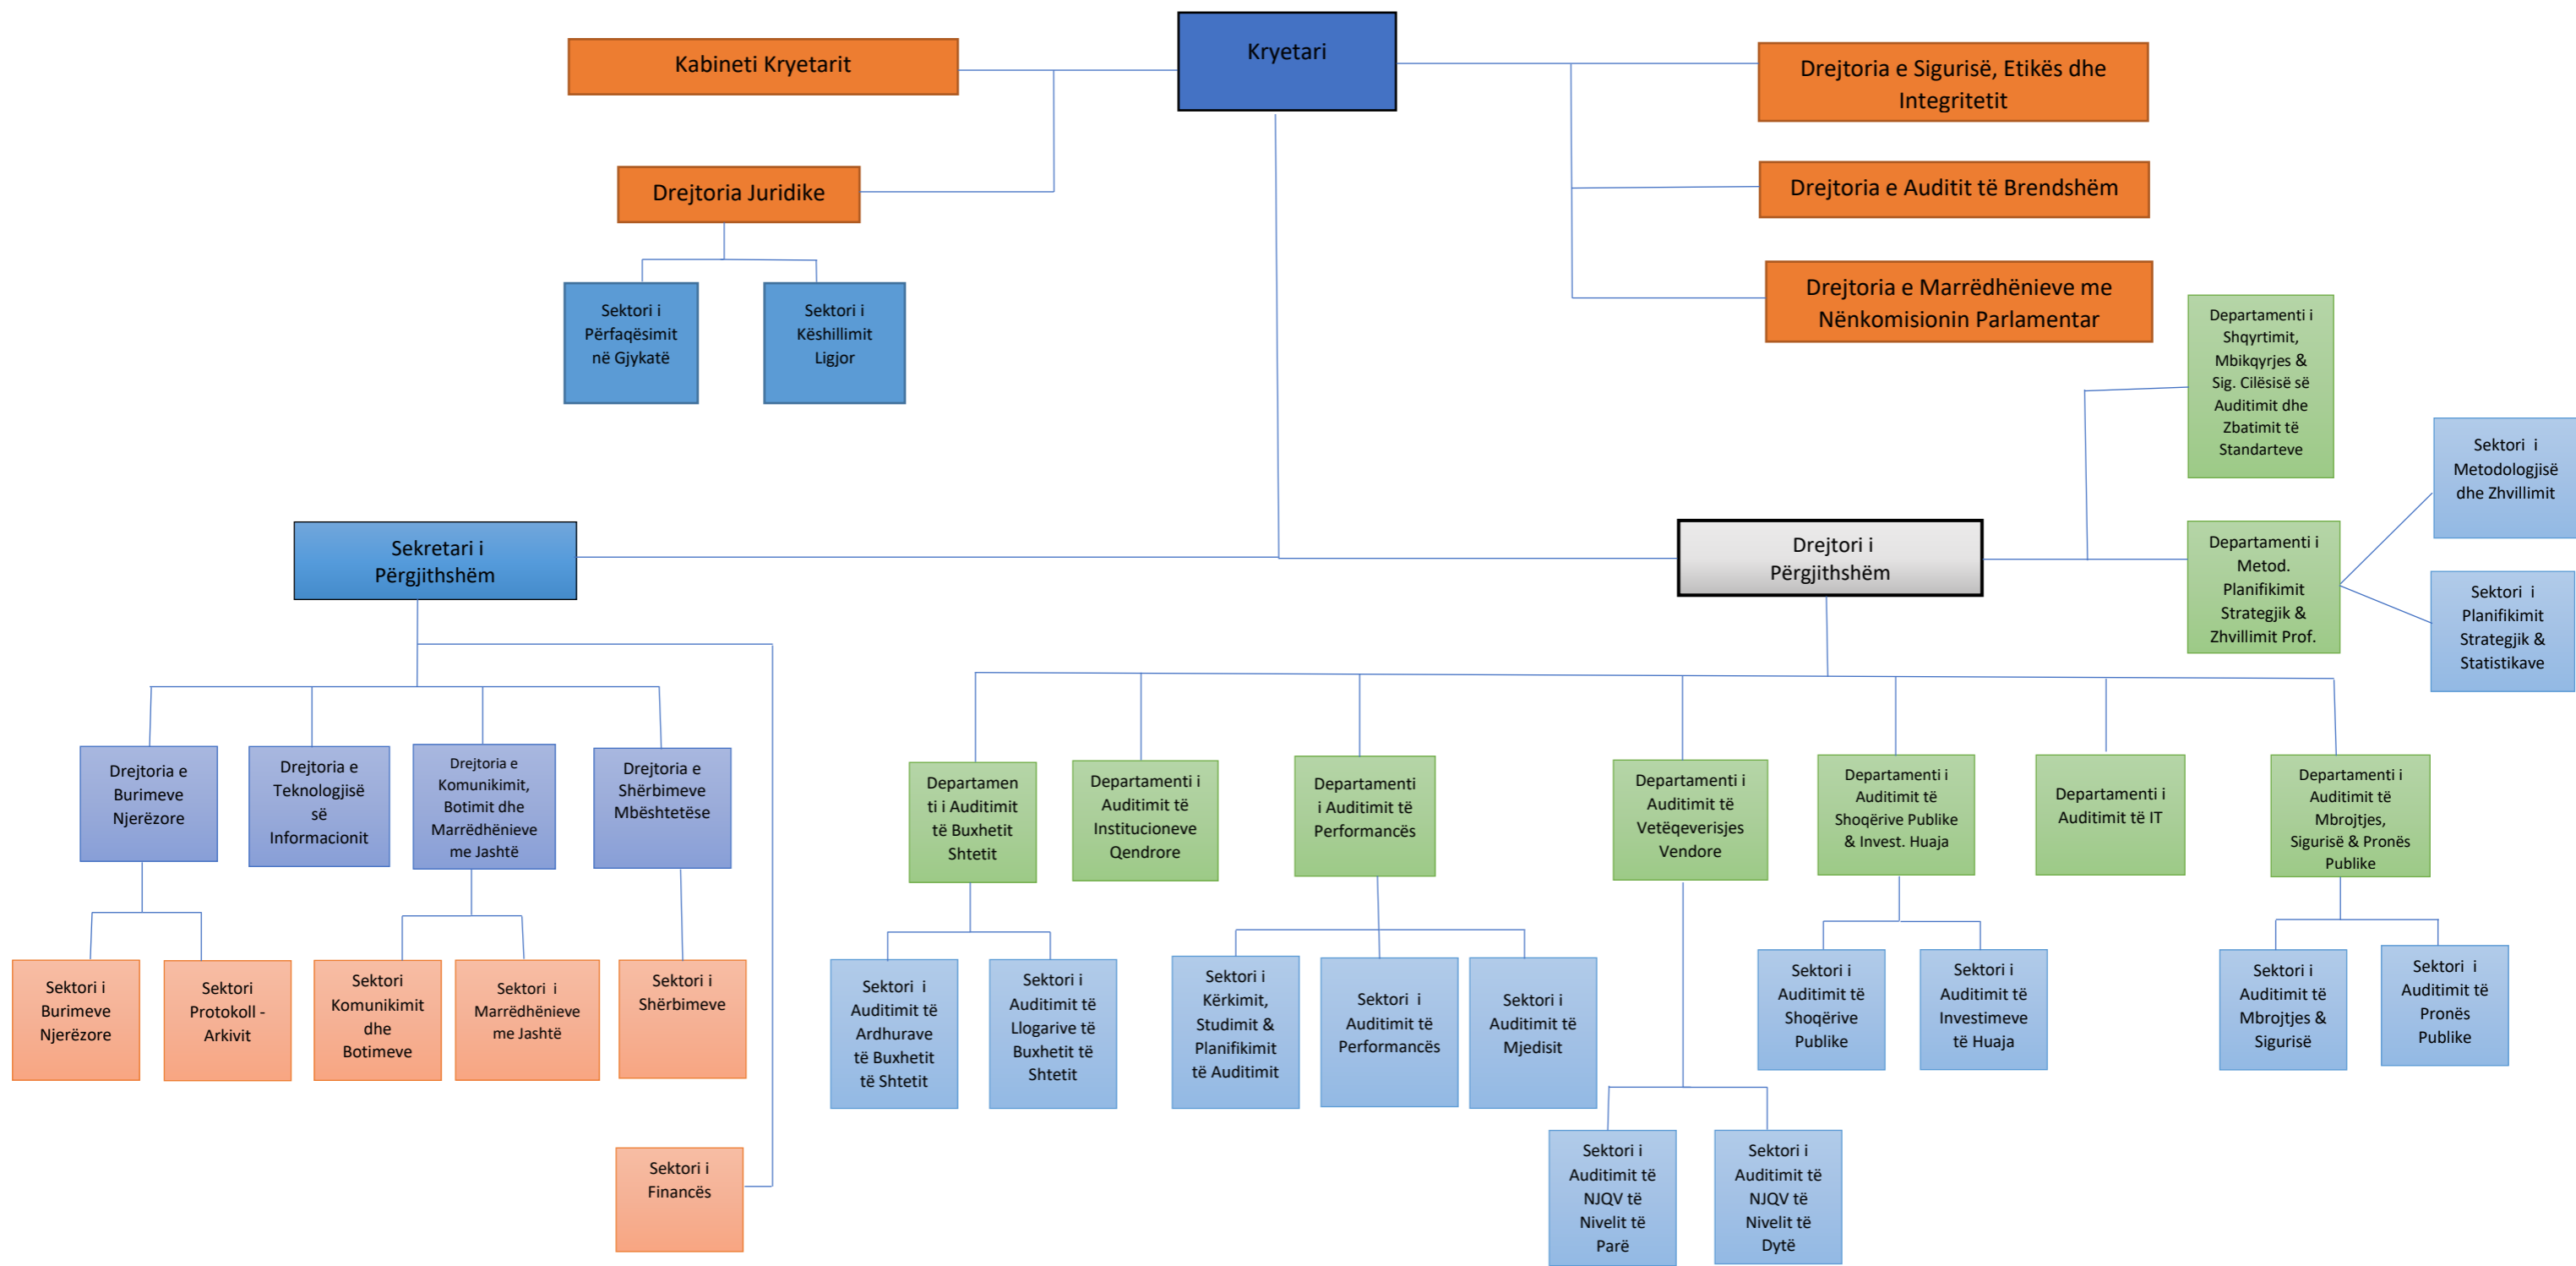 Kryetari
Kabineti Kryetarit
Drejtoria e Sigurisë, Etikës dhe
Integritetit
Drejtoria Juridike
Drejtoria e Auditit të Brendshëm
Sektori i
Përfaqësimit
në Gjykatë
Sektori i
Këshillimit
Ligjor
Drejtoria e Marrëdhënieve me
Nënkomisionin Parlamentar
Departamenti i
Shqyrtimit,
Mbikqyrjes &
Sig. Cilësisë së
Auditimit dhe
Zbatimit të
Standarteve
Sektori i
Metodologjisë
dhe Zhvillimit
Sekretari i
Përgjithshëm
Drejtori i
Përgjithshëm
Departamenti i
Metod.
Planifikimit
Strategjik &
Zhvillimit Prof.
Sektori i
Planifikimit
Strategjik &
Statistikave
Drejtoria e
Burimeve
Njerëzore
Drejtoria e
Teknologjisë
së
Informacionit
Drejtoria e
Komunikimit,
Botimit dhe
Marrëdhënieve
me Jashtë
Drejtoria e
Shërbimeve
Mbështetëse
Departamen
ti i Auditimit
të Buxhetit
Shtetit
Departamenti i
Auditimit të
Institucioneve
Qendrore
Departamenti
i Auditimit të
Performancës
Departamenti i
Auditimit të
Vetëqeverisjes
Vendore
Departamenti i
Auditimit të
Shoqërive Publike
& Invest. Huaja
Departamenti i
Auditimit të IT
Departamenti i
Auditimit të
Mbrojtjes,
Sigurisë & Pronës
Publike
Sektori i
Burimeve
Njerëzore
Sektori
Protokoll -
Arkivit
Sektori
Komunikimit
dhe
Botimeve
Sektori i
Marrëdhënieve
me Jashtë
Sektori i
Shërbimeve
Sektori i
Auditimit të
Ardhurave
të Buxhetit
të Shtetit
Sektori i
Auditimit të
Llogarive të
Buxhetit të
Shtetit
Sektori i
Kërkimit,
Studimit &
Planifikimit
të Auditimit
Sektori i
Auditimit të
Performancës
Sektori i
Auditimit të
Mjedisit
Sektori i
Auditimit të
Shoqërive
Publike
Sektori i
Auditimit të
Investimeve
të Huaja
Sektori i
Auditimit të
Mbrojtjes &
Sigurisë
Sektori i
Auditimit të
Pronës
Publike
Sektori i
Financës
Sektori i
Auditimit të
NJQV të
Nivelit të
Parë
Sektori i
Auditimit të
NJQV të
Nivelit të
Dytë